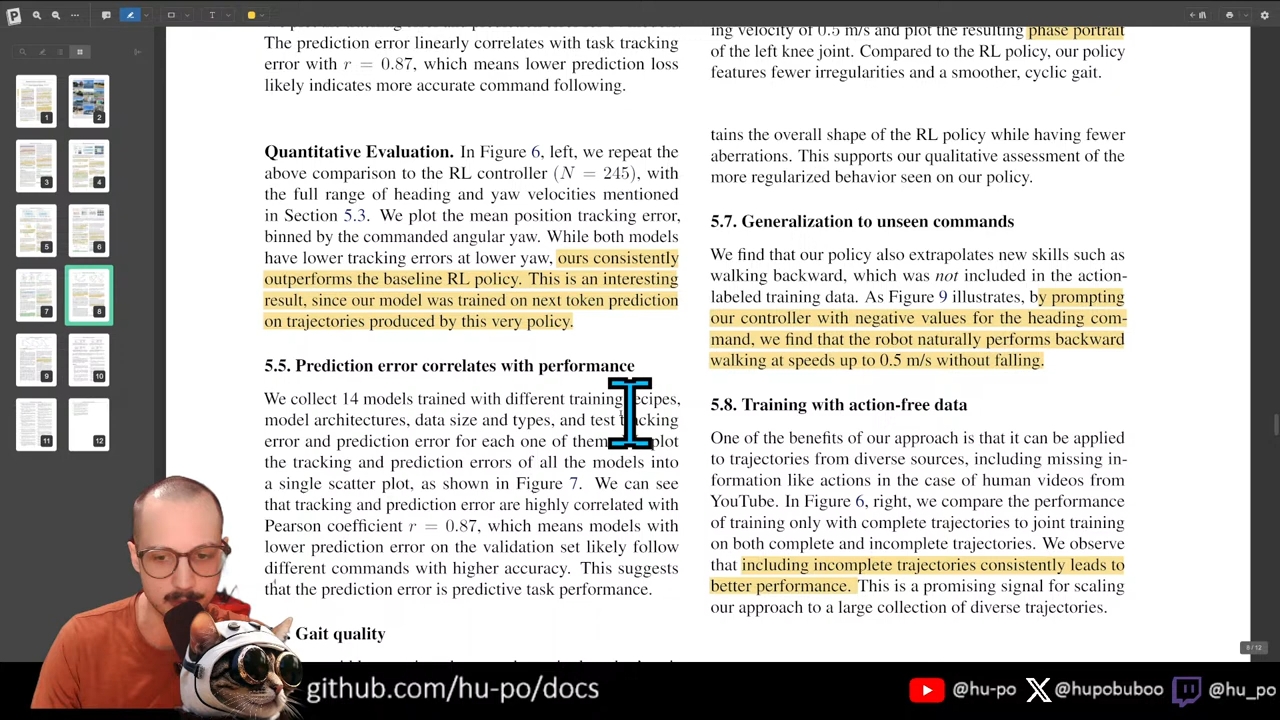 The prediction error linearly correlates with task tracking
error with r = 0.87, which means lower prediction loss
likely indicates more accurate command following.
Quantitative Evaluation. In Figure 6, left, we repeat the
above comparison to the RL controller (N = 245), with
the full range of heading and yaw velocities mentioned
in Section 5.3. We plot the mean position tracking error,
binned by the commanded angular yaw. While both models
have lower tracking errors at lower yaw, ours consistently
outperforms the baseline RL policy. This is an interesting
result, since our model was trained on next token prediction
on trajectories produced by this very policy.
5.5. Prediction error correlates with performance
We collect 14 models trained with different training recipes,
model architectures, data size and types, and test tracking
error and prediction error for each one of them plot
the tracking and prediction errors of all the models into
a single scatter plot, as shown in Figure 7. We can see
that tracking and prediction error are highly correlated with
Pearson coefficient r = 0.87, which means models with
lower prediction error on the validation set likely follow
different commands with higher accuracy. This suggests
that the prediction error is predictive task performance.
Gait quality
ing velocity of 0.5 m/s and plot the resulting phase portrait
of the left knee joint. Compared to the RL policy, our policy
features fewer irregularities and a smoother, cyclic gait.
tains the overall shape of the RL policy while having fewer
aberrations. This supports our qualitative assessment of the
more regularized behavior seen on our policy.
5.7. Generalization to unseen commands
We find that our policy also extrapolates new skills such as
walking backward, which was not included in the action-
labeled training data. As Figure 9 illustrates, by prompting
our controller with negative values for the heading com-
mand, we find that the robot naturally performs backward
walking at speeds up to 0.5 m/s without falling.
5.8. Training with action-free data
One of the benefits of our approach is that it can be applied
to trajectories from diverse sources, including missing in-
formation like actions in the case of human videos from
YouTube. In Figure 6, right, we compare the performance
of training only with complete trajectories to joint training
on both complete and incomplete trajectories. We observe
that including incomplete trajectories consistently leads to
better performance. This is a promising signal for scaling
our approach to a large collection of diverse trajectories.
1
2
3
4
5
6
7
8
9
10
11
12
8/12
github.com/hu-po/docs
@hu-po
@hupobuboo
@hu_po